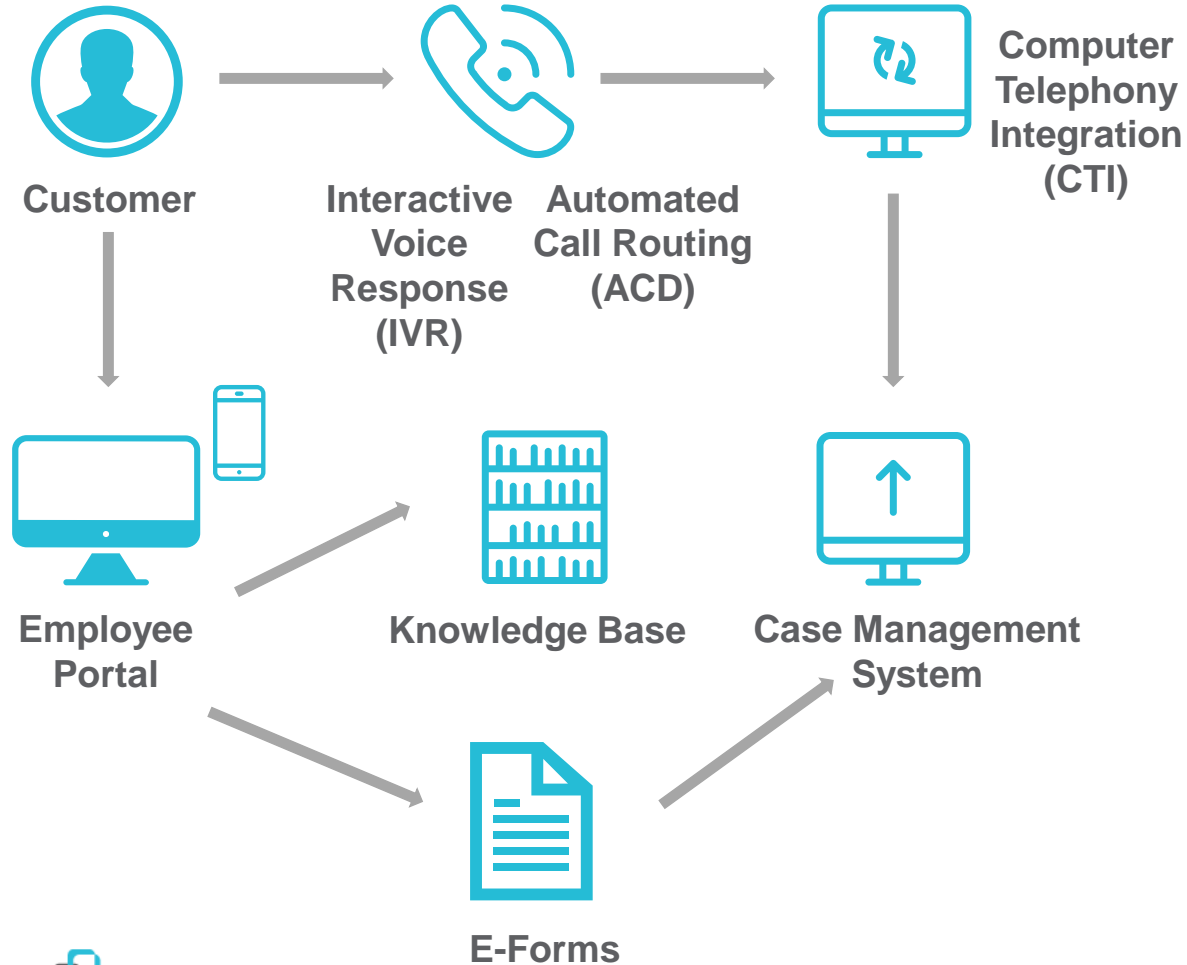 Customer
Interactive
Voice
Response
(IVR)
Automated
Call Routing
(ACD)
Computer
Telephony
Integration
(CTI)
Employee
Portal
Knowledge Base
Case Management
System
E-Forms